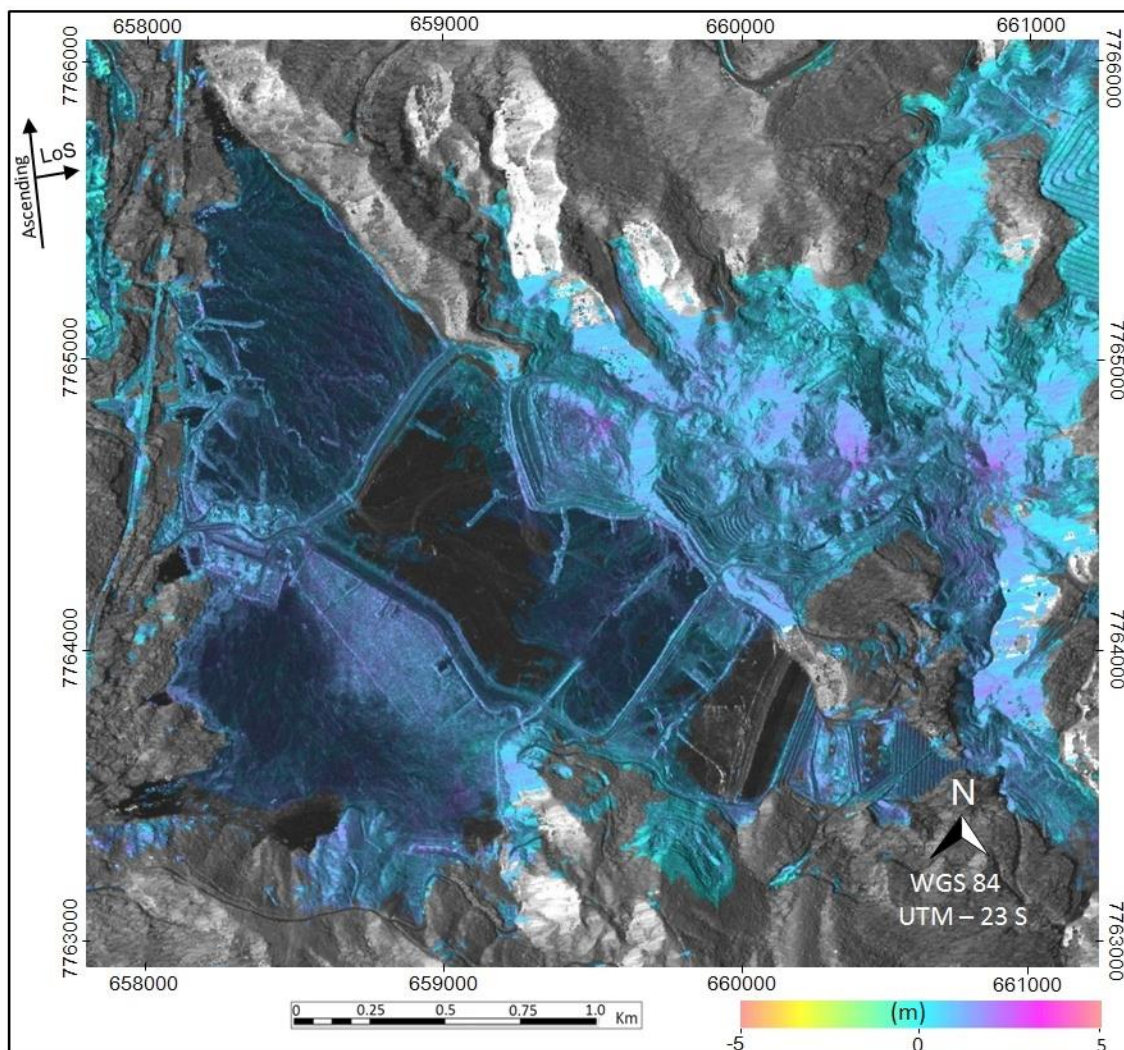 658000 659000 660000 661000
7766000 7766000
Ascending LoS
7765000 7765000
7764000 7764000
N
WGS 84
UTM – 23 S
7763000 7763000
658000 659000 660000 661000
0 0.25 0.5 0.75 1.0
Km
(m)
-5 0 5